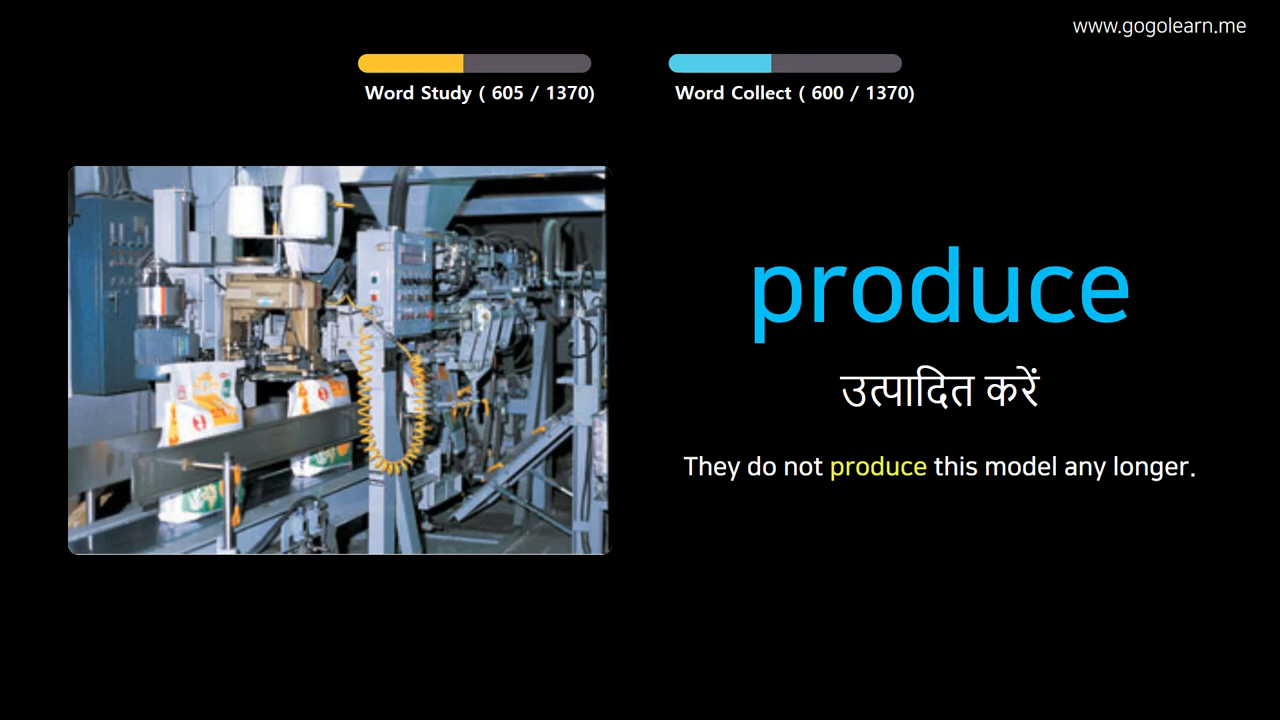 www.gogolearn.me
Word Study ( 605 / 1370)
Word Collect ( 600 / 1370)
produce
उत्पादित करें
They do not produce this model any longer.